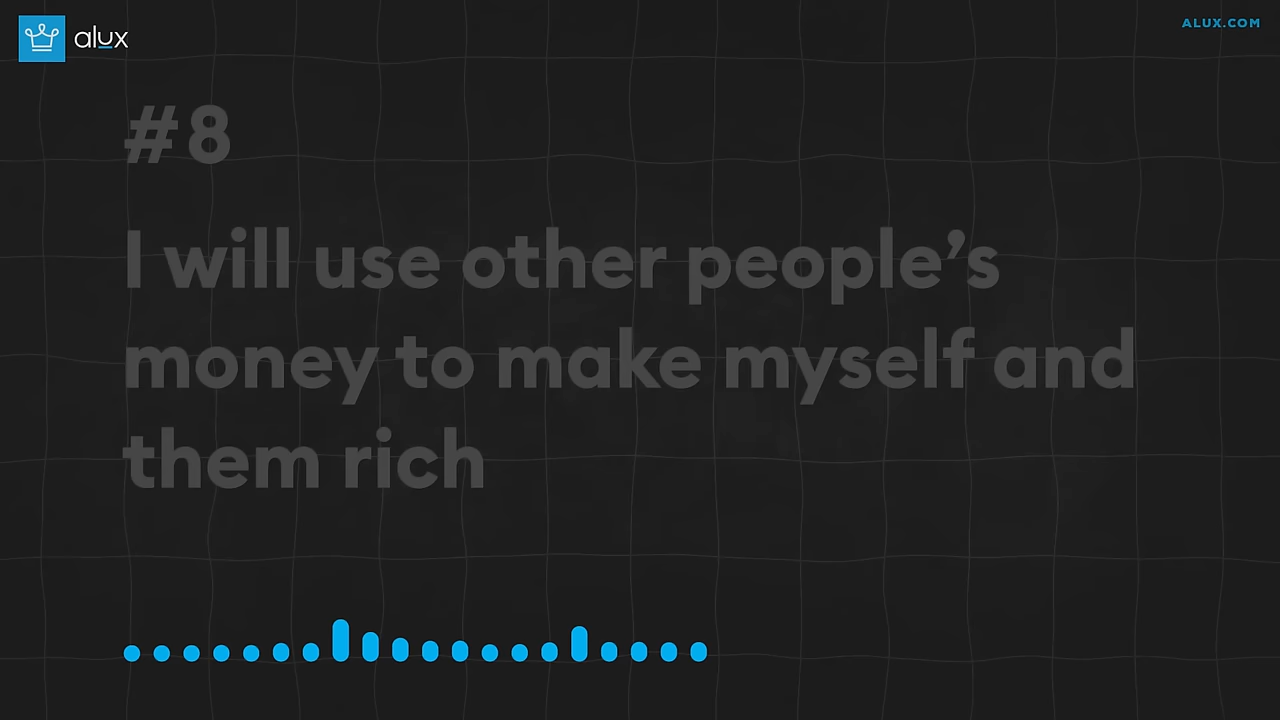 alux
ALUX.COM
#8
I will use other people’s
money to make myself and
them rich